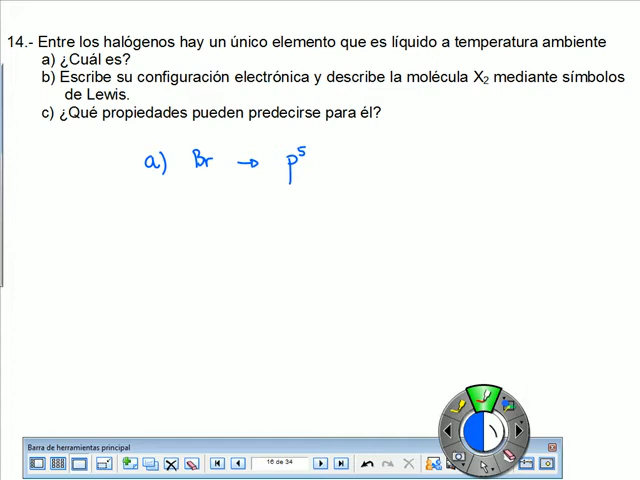 14.- Entre los halógenos hay un único elemento que es líquido a temperatura ambiente
a) ¿Cuál es?
b) Escribe su configuración electrónica y describe la molécula X₂ mediante símbolos
de Lewis.
c) ¿Qué propiedades pueden predecirse para él?
a) Br → p⁵
Barra de herramientas principal
16 de 34